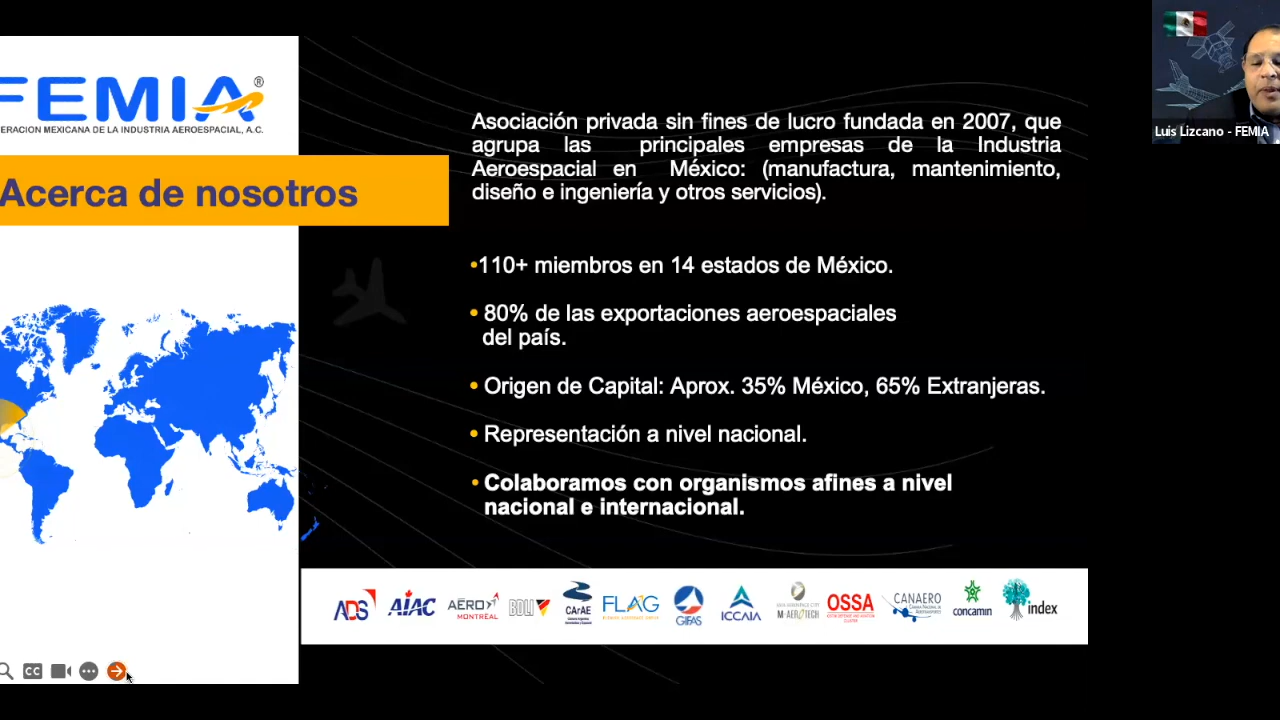 FEMIA®
ERACION MEXICANA DE LA INDUSTRIA AEROESPACIAL, A.C.
Acerca de nosotros
Asociación privada sin fines de lucro fundada en 2007, que
agrupa las principales empresas de la Industria
Aeroespacial en México: (manufactura, mantenimiento,
diseño e ingeniería y otros servicios).
•110+ miembros en 14 estados de México.
• 80% de las exportaciones aeroespaciales
del país.
• Origen de Capital: Aprox. 35% México, 65% Extranjeras.
• Representación a nivel nacional.
• Colaboramos con organismos afines a nivel
nacional e internacional.
ADS AIAC AÉRO MONTRÉAL BDLI CArAE FLAG GIFAS ICCAIA M-AEROTECH OSSA CANAERO concamin index
CC
Luis Lizcano - FEMIA